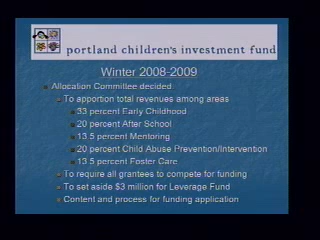 portland children's investment fund
Winter 2008-2009
Allocation Committee decided
To apportion total revenues among areas
33 percent Early Childhood
20 percent After School
13.5 percent Mentoring
20 percent Child Abuse Prevention/Intervention
13.5 percent Foster Care
To require all grantees to compete for funding
To set aside $3 million for Leverage Fund
Content and process for funding application